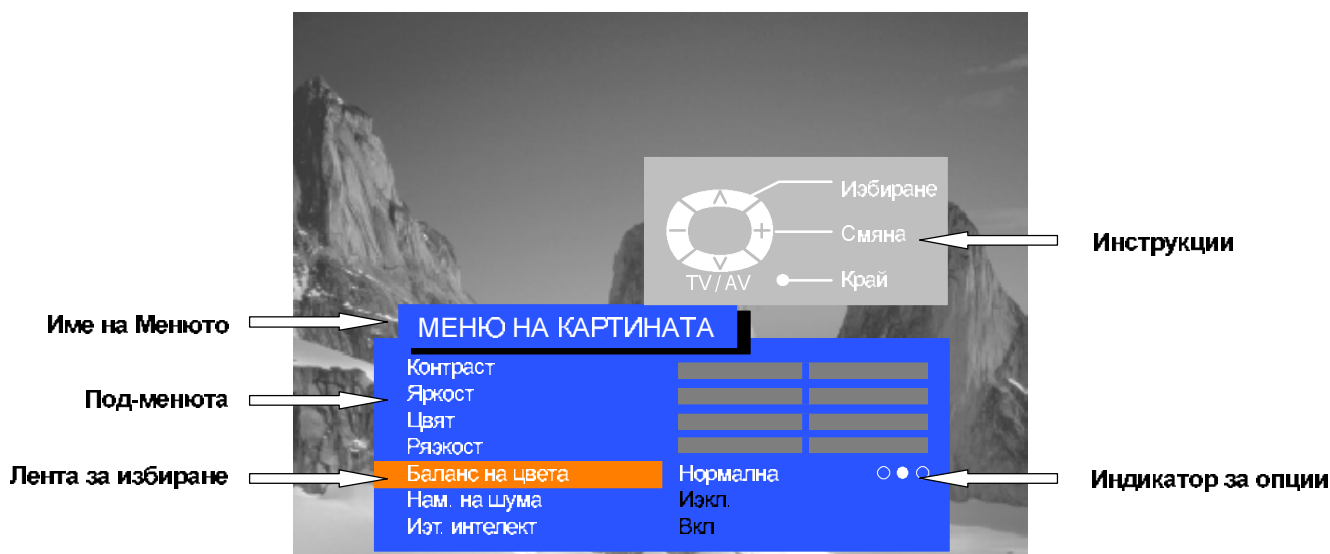 Иэбиране
Смяна
Инструкции
TV/AV
Край
Име на Менюто
МЕНЮ НА КАРТИНАТА
Контраст
Под-менюта
Яркост
Цвят
Ряэкост
Лента за избиране
Баланс на цвета
Нормална
Индикатор за опции
Нам. на шума
Иэкл.
Иэт. интелект
Вкл